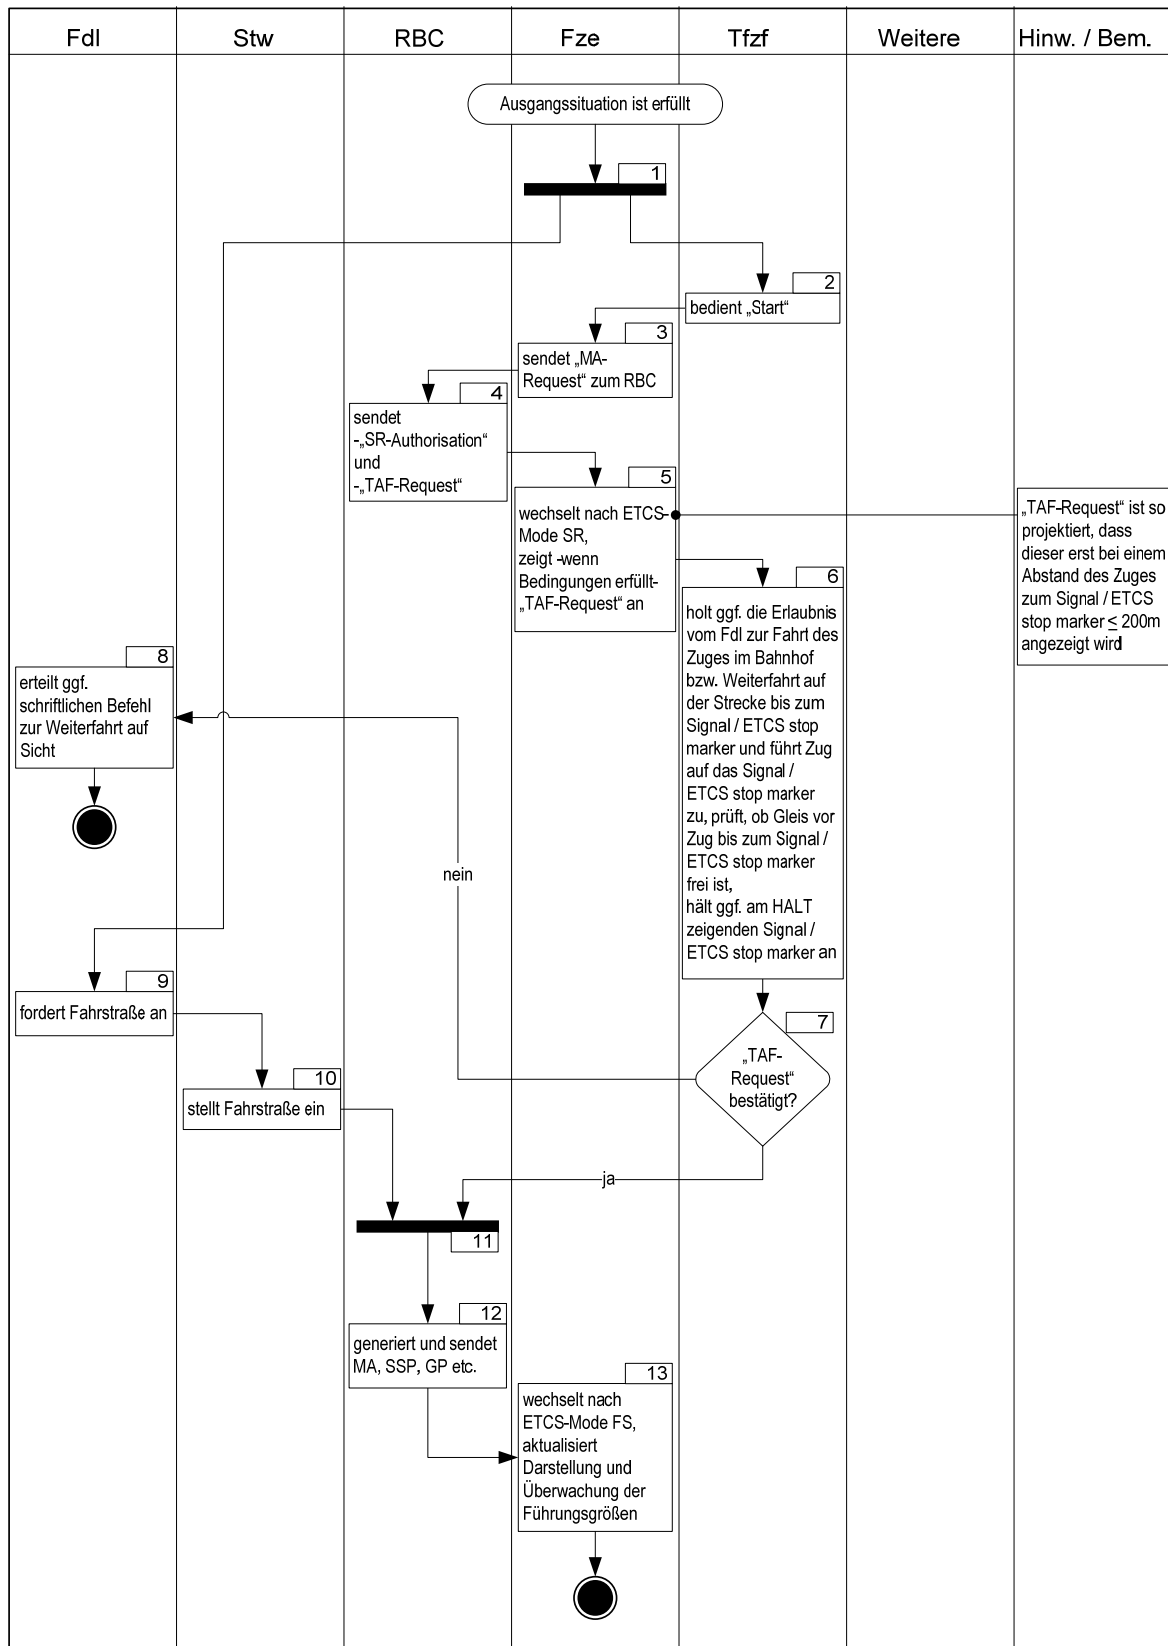 Fdl
Stw
RBC
Fze
Tfzf
Weitere
Hinw. / Bem.
Ausgangssituation ist erfüllt
1
2
bedient „Start“
3
sendet „MA-
Request“ zum RBC
4
sendet
-„SR-Authorisation“
und
-„TAF-Request“
5
wechselt nach ETCS-
Mode SR,
zeigt -wenn
Bedingungen erfüllt-
„TAF-Request“ an
„TAF-Request“ ist so
projektiert, dass
dieser erst bei einem
Abstand des Zuges
zum Signal / ETCS
stop marker ≤ 200m
angezeigt wird
6
holt ggf. die Erlaubnis
vom Fdl zur Fahrt des
Zuges im Bahnhof
bzw. Weiterfahrt auf
der Strecke bis zum
Signal / ETCS stop
marker und führt Zug
auf das Signal /
ETCS stop marker
zu, prüft, ob Gleis vor
Zug bis zum Signal /
ETCS stop marker
frei ist,
hält ggf. am HALT
zeigenden Signal /
ETCS stop marker an
7
„TAF-
Request“
bestätigt?
nein
8
erteilt ggf.
schriftlichen Befehl
zur Weiterfahrt auf
Sicht
9
fordert Fahrstraße an
10
stellt Fahrstraße ein
ja
11
12
generiert und sendet
MA, SSP, GP etc.
13
wechselt nach
ETCS-Mode FS,
aktualisiert
Darstellung und
Überwachung der
Führungsgrößen